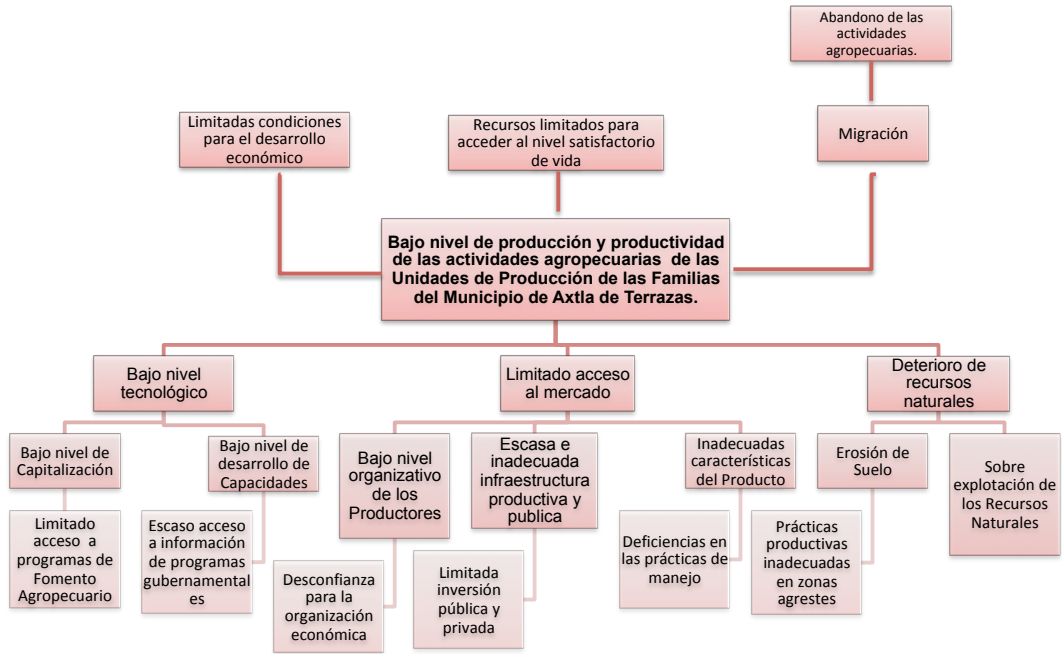 Abandono de las
actividades
agropecuarias.
Limitadas condiciones
para el desarrollo
económico
Recursos limitados para
acceder al nivel satisfactorio
de vida
Migración
Bajo nivel de producción y productividad
de las actividades agropecuarias de las
Unidades de Producción de las Familias
del Municipio de Axtla de Terrazas.
Bajo nivel
tecnológico
Limitado acceso
al mercado
Deterioro de
recursos
naturales
Bajo nivel de
Capitalización
Bajo nivel de
desarrollo de
Capacidades
Bajo nivel
organizativo
de los
Productores
Escasa e
inadecuada
infraestructura
productiva y
publica
Inadecuadas
características
del Producto
Erosión de
Suelo
Sobre
explotación de
los Recursos
Naturales
Limitado
acceso a
programas de
Fomento
Agropecuario
Escaso acceso
a información
de programas
gubernamental
es
Desconfianza
para la
organización
económica
Limitada
inversión
pública y
privada
Deficiencias en
las prácticas de
manejo
Prácticas
productivas
inadecuadas
en zonas
agrestes